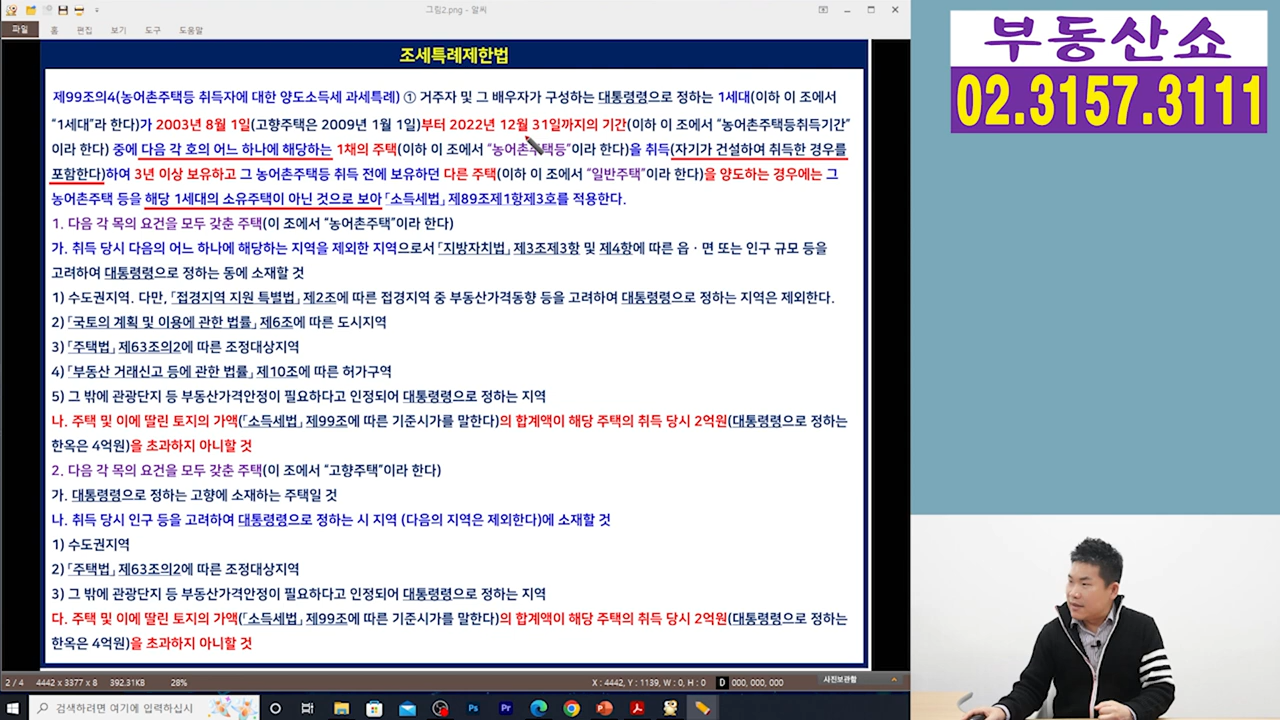 그림2.png - 알씨
파일 홈 편집 보기 도구 도움말
조세특례제한법
제99조의4(농어촌주택등 취득자에 대한 양도소득세 과세특례) ① 거주자 및 그 배우자가 구성하는 대통령령으로 정하는 1세대(이하 이 조에서
“1세대”라 한다)가 2003년 8월 1일(고향주택은 2009년 1월 1일)부터 2022년 12월 31일까지의 기간(이하 이 조에서 “농어촌주택등취득기간”
이라 한다) 중에 다음 각 호의 어느 하나에 해당하는 1채의 주택(이하 이 조에서 “농어촌주택등”이라 한다)을 취득(자기가 건설하여 취득한 경우를
포함한다)하여 3년 이상 보유하고 그 농어촌주택등 취득 전에 보유하던 다른 주택(이하 이 조에서 “일반주택”이라 한다)을 양도하는 경우에는 그
농어촌주택 등을 해당 1세대의 소유주택이 아닌 것으로 보아 「소득세법」 제89조제1항제3호를 적용한다.
1. 다음 각 목의 요건을 모두 갖춘 주택(이 조에서 “농어촌주택”이라 한다)
가. 취득 당시 다음의 어느 하나에 해당하는 지역을 제외한 지역으로서 「지방자치법」 제3조제3항 및 제4항에 따른 읍ㆍ면 또는 인구 규모 등을
고려하여 대통령령으로 정하는 동에 소재할 것
1) 수도권지역. 다만, 「접경지역 지원 특별법」 제2조에 따른 접경지역 중 부동산가격동향 등을 고려하여 대통령령으로 정하는 지역은 제외한다.
2) 「국토의 계획 및 이용에 관한 법률」 제6조에 따른 도시지역
3) 「주택법」 제63조의2에 따른 조정대상지역
4) 「부동산 거래신고 등에 관한 법률」 제10조에 따른 허가구역
5) 그 밖에 관광단지 등 부동산가격안정이 필요하다고 인정되어 대통령령으로 정하는 지역
나. 주택 및 이에 딸린 토지의 가액(「소득세법」 제99조에 따른 기준시가를 말한다)의 합계액이 해당 주택의 취득 당시 2억원(대통령령으로 정하는
한옥은 4억원)을 초과하지 아니할 것
2. 다음 각 목의 요건을 모두 갖춘 주택(이 조에서 “고향주택”이라 한다)
가. 대통령령으로 정하는 고향에 소재하는 주택일 것
나. 취득 당시 인구 등을 고려하여 대통령령으로 정하는 시 지역 (다음의 지역은 제외한다)에 소재할 것
1) 수도권지역
2) 「주택법」 제63조의2에 따른 조정대상지역
3) 그 밖에 관광단지 등 부동산가격안정이 필요하다고 인정되어 대통령령으로 정하는 지역
다. 주택 및 이에 딸린 토지의 가액(「소득세법」 제99조에 따른 기준시가를 말한다)의 합계액이 해당 주택의 취득 당시 2억원(대통령령으로 정하는
한옥은 4억원)을 초과하지 아니할 것
2 / 4 4442 x 3377 x 8 392.31KB 28% X : 4442, Y : 1139, W : 0, H : 0 D 000, 000, 000 사진보관함
검색하려면 여기에 입력하십시
부동산쇼
02.3157.3111